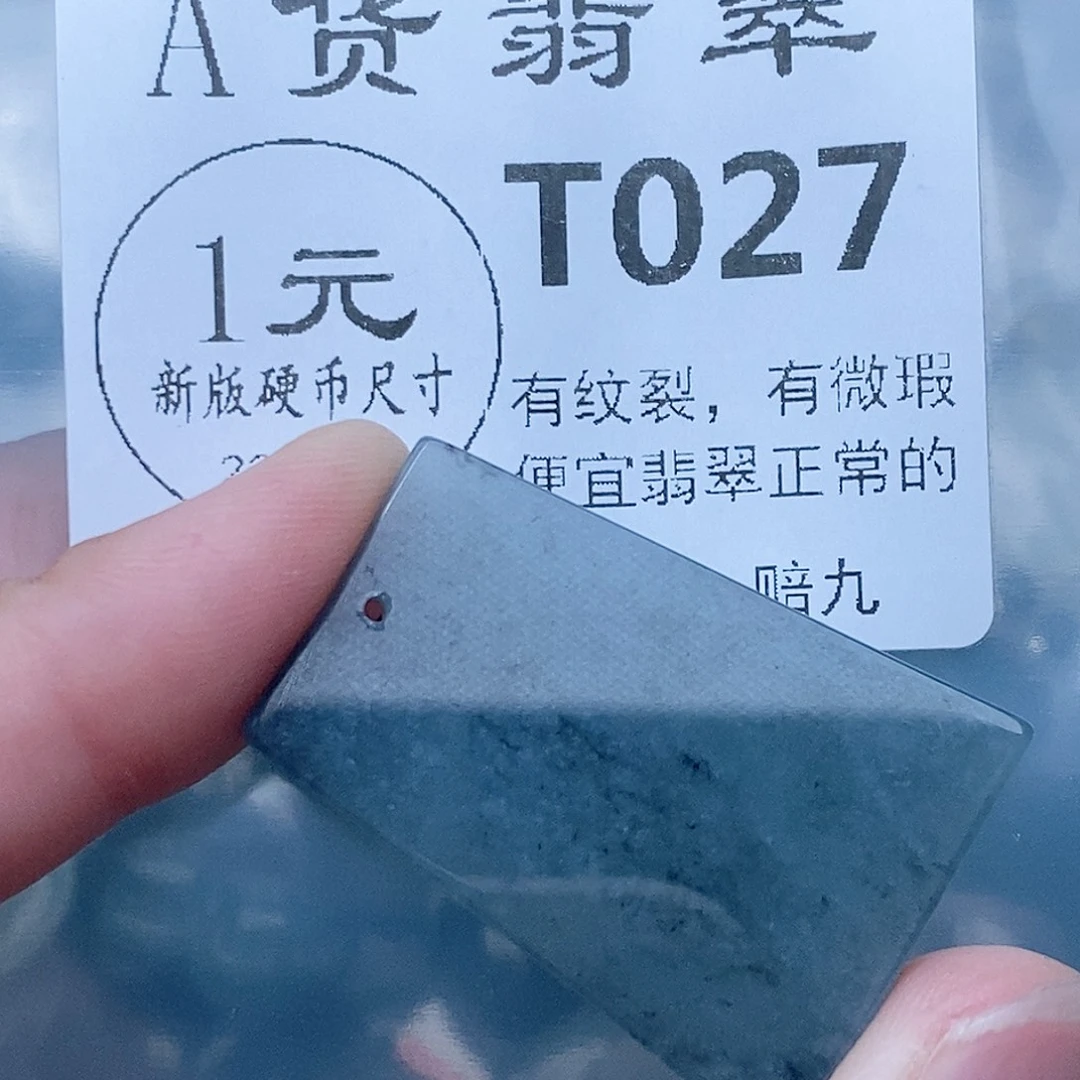 A货翡翠
T027
1元
新版硬币尺寸
有纹裂，有微瑕
便宜翡翠正常的
赔九